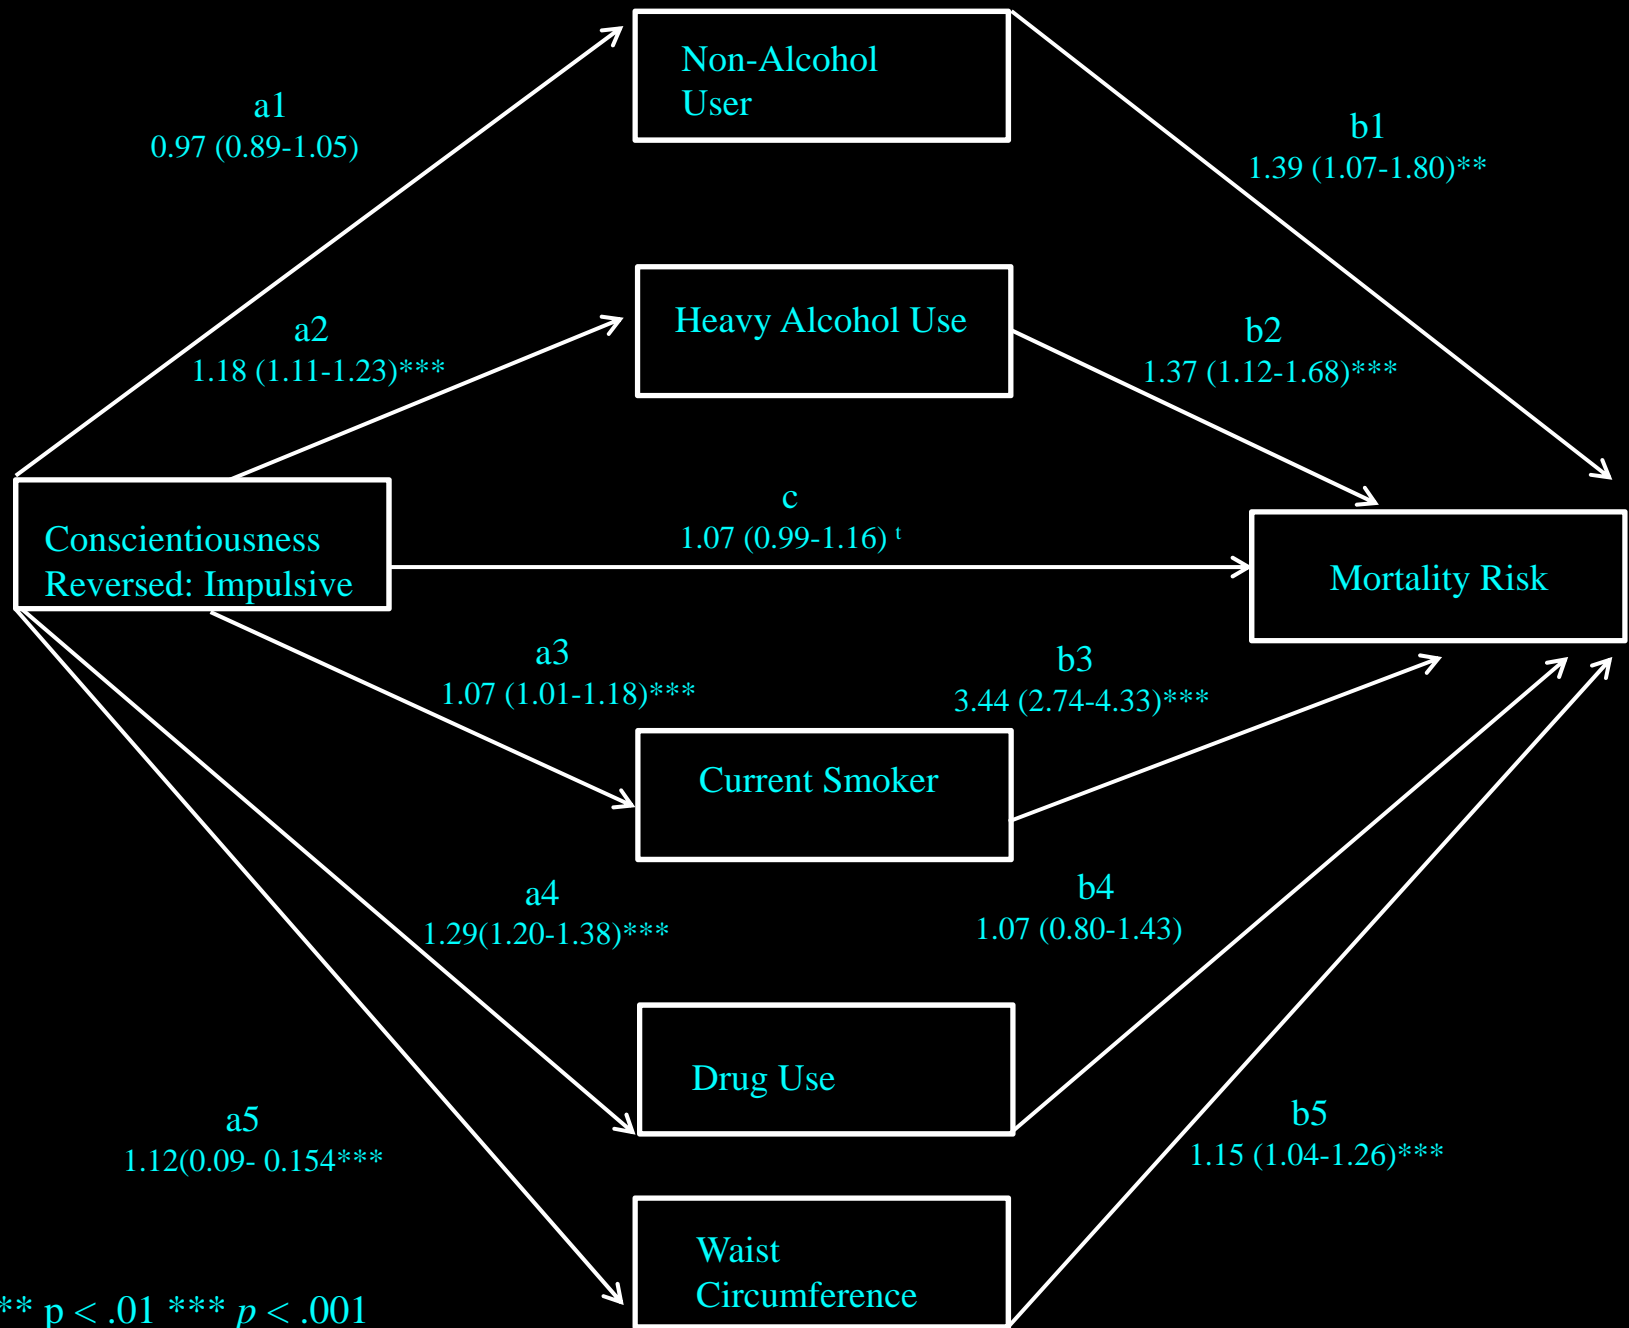 Non-Alcohol
User
a1
0.97 (0.89-1.05)
b1
1.39 (1.07-1.80)**
Heavy Alcohol Use
a2
1.18 (1.11-1.23)***
b2
1.37 (1.12-1.68)***
c
1.07 (0.99-1.16) t
Conscientiousness
Reversed: Impulsive
Mortality Risk
a3
1.07 (1.01-1.18)***
b3
3.44 (2.74-4.33)***
Current Smoker
a4
1.29(1.20-1.38)***
b4
1.07 (0.80-1.43)
Drug Use
a5
1.12(0.09- 0.154***
b5
1.15 (1.04-1.26)***
Waist
Circumference
** p < .01 *** p < .001